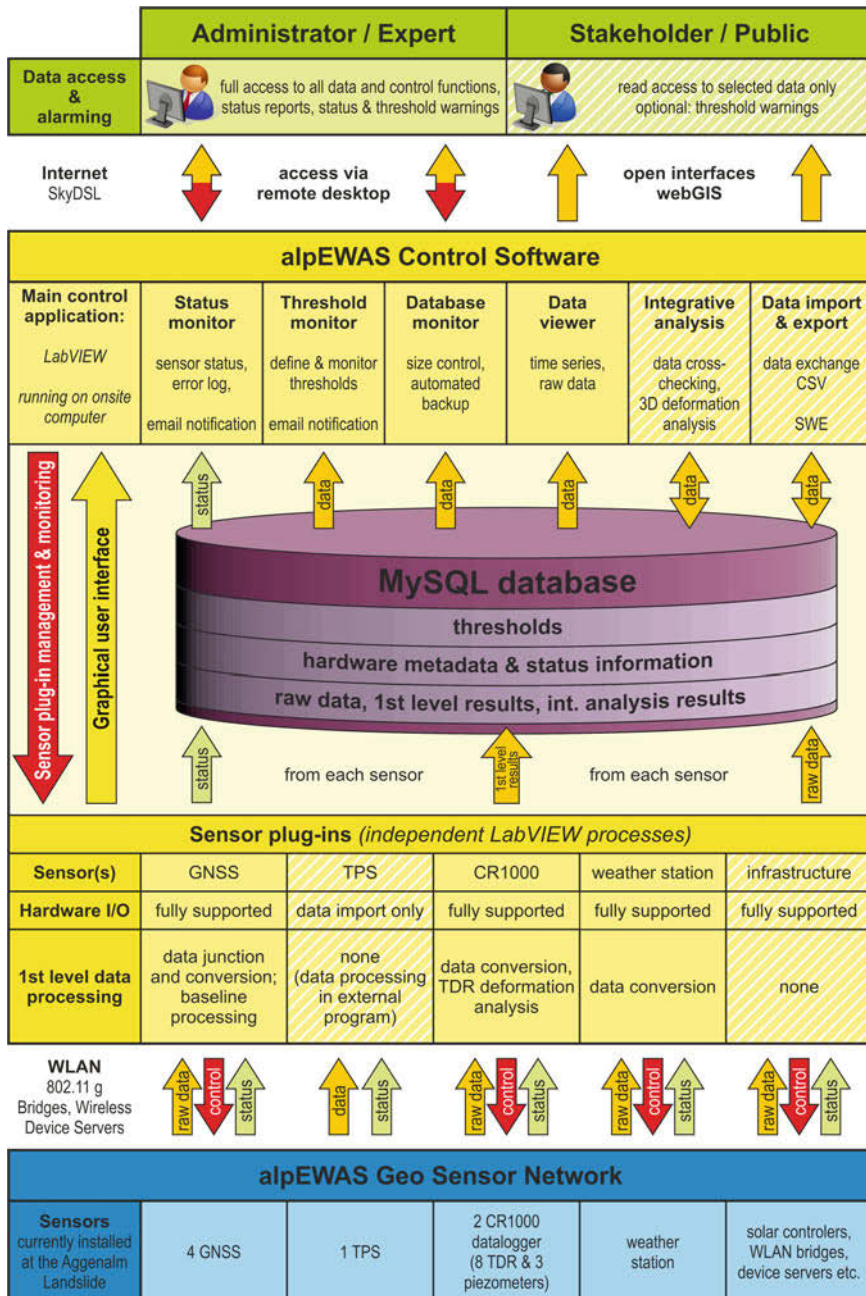 Administrator / Expert
Stakeholder / Public
Data access
&
alarming
full access to all data and control functions,
status reports, status & threshold warnings
read access to selected data only
optional: threshold warnings
Internet
SkyDSL
access via
remote desktop
open interfaces
webGIS
alpEWAS Control Software
Main control
application:
LabVIEW
running on onsite
computer
Status
monitor
sensor status,
error log,
email notification
Threshold
monitor
define & monitor
thresholds
email notification
Database
monitor
size control,
automated
backup
Data
viewer
time series,
raw data
Integrative
analysis
data cross-
checking,
3D deformation
analysis
Data import
& export
data exchange
CSV
SWE
Sensor plug-in management & monitoring
Graphical user interface
status
data
data
data
data
data
MySQL database
thresholds
hardware metadata & status information
raw data, 1st level results, int. analysis results
status
from each sensor
1st level
results
from each sensor
raw data
Sensor plug-ins (independent LabVIEW processes)
Sensor(s)
GNSS
TPS
CR1000
weather station
infrastructure
Hardware I/O
fully supported
data import only
fully supported
fully supported
fully supported
1st level data
processing
data junction
and conversion;
baseline
processing
none
(data processing
in external
program)
data conversion,
TDR deformation
analysis
data conversion
none
WLAN
802.11 g
Bridges, Wireless
Device Servers
raw data
control
status
data
status
raw data
control
status
raw data
control
status
raw data
control
status
alpEWAS Geo Sensor Network
Sensors
currently installed
at the Aggenalm
Landslide
4 GNSS
1 TPS
2 CR1000
datalogger
(8 TDR & 3
piezometers)
weather
station
solar controlers,
WLAN bridges,
device servers etc.